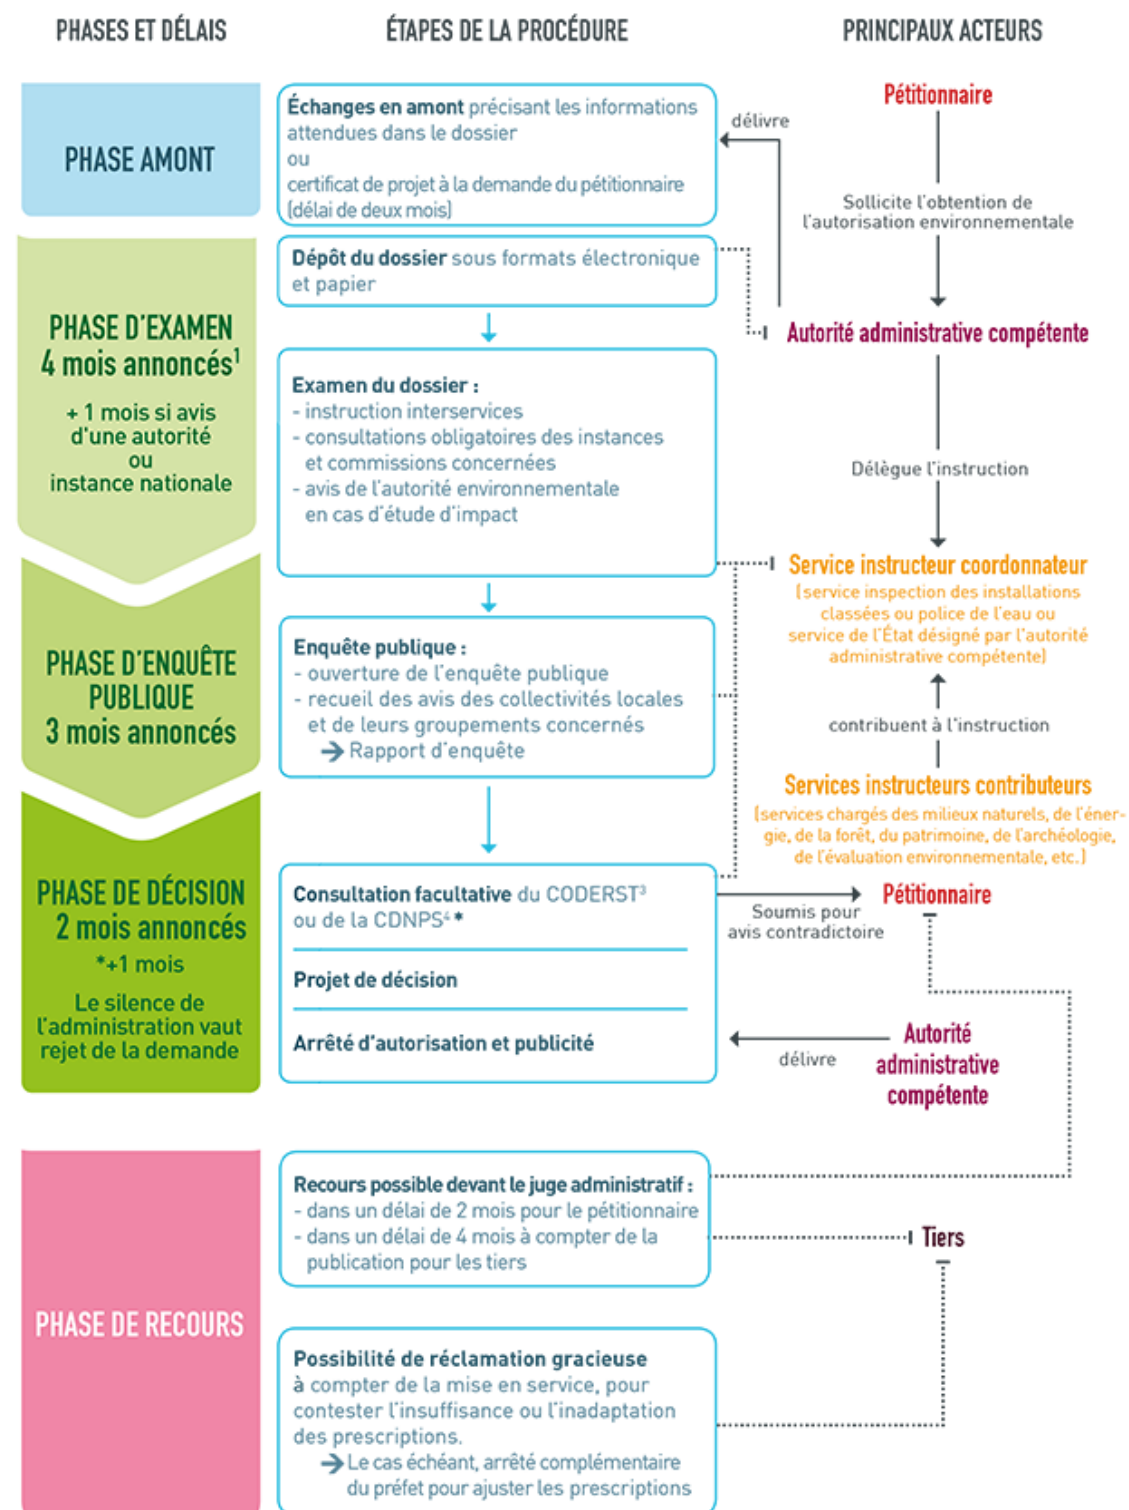 PHASES ET DÉLAIS
ÉTAPES DE LA PROCÉDURE
PRINCIPAUX ACTEURS
PHASE AMONT
Échanges en amont précisant les informations
attendues dans le dossier
ou
certificat de projet à la demande du pétitionnaire
(délai de deux mois)
délivre
Pétitionnaire
Sollicite l'obtention de
l'autorisation environnementale
PHASE D'EXAMEN
4 mois annoncés¹
+ 1 mois si avis
d'une autorité
ou
instance nationale
Dépôt du dossier sous formats électronique
et papier
Autorité administrative compétente
Examen du dossier :
- instruction interservices
- consultations obligatoires des instances
et commissions concernées
- avis de l'autorité environnementale
en cas d'étude d'impact
Délègue l'instruction
Service instructeur coordonnateur
(service inspection des installations
classées ou police de l'eau ou
service de l'État désigné par l'autorité
administrative compétente)
PHASE D'ENQUÊTE
PUBLIQUE
3 mois annoncés
Enquête publique :
- ouverture de l'enquête publique
- recueil des avis des collectivités locales
et de leurs groupements concernés
→ Rapport d'enquête
contribuent à l'instruction
Services instructeurs contributeurs
(services chargés des milieux naturels, de l'éner-
gie, de la forêt, du patrimoine, de l'archéologie,
de l'évaluation environnementale, etc.)
PHASE DE DÉCISION
2 mois annoncés
*+1 mois
Le silence de
l'administration vaut
rejet de la demande
Consultation facultative du CODERST³
ou de la CDNPS⁴ *
Projet de décision
Arrêté d'autorisation et publicité
Soumis pour
avis contradictoire
Pétitionnaire
délivre
Autorité
administrative
compétente
PHASE DE RECOURS
Recours possible devant le juge administratif :
- dans un délai de 2 mois pour le pétitionnaire
- dans un délai de 4 mois à compter de la
publication pour les tiers
Tiers
Possibilité de réclamation gracieuse
à compter de la mise en service, pour
contester l'insuffisance ou l'inadaptation
des prescriptions.
→ Le cas échéant, arrêté complémentaire
du préfet pour ajuster les prescriptions